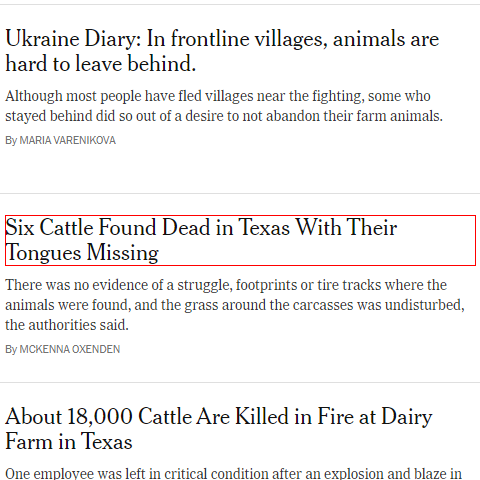 Ukraine Diary: In frontline villages, animals are
hard to leave behind.
Although most people have fled villages near the fighting, some who
stayed behind did so out of a desire to not abandon their farm animals.
By MARIA VARENIKOVA
Six Cattle Found Dead in Texas With Their
Tongues Missing
There was no evidence of a struggle, footprints or tire tracks where the
animals were found, and the grass around the carcasses was undisturbed,
the authorities said.
By MCKENNA OXENDEN
About 18,000 Cattle Are Killed in Fire at Dairy
Farm in Texas
One employee was left in critical condition after an explosion and blaze in